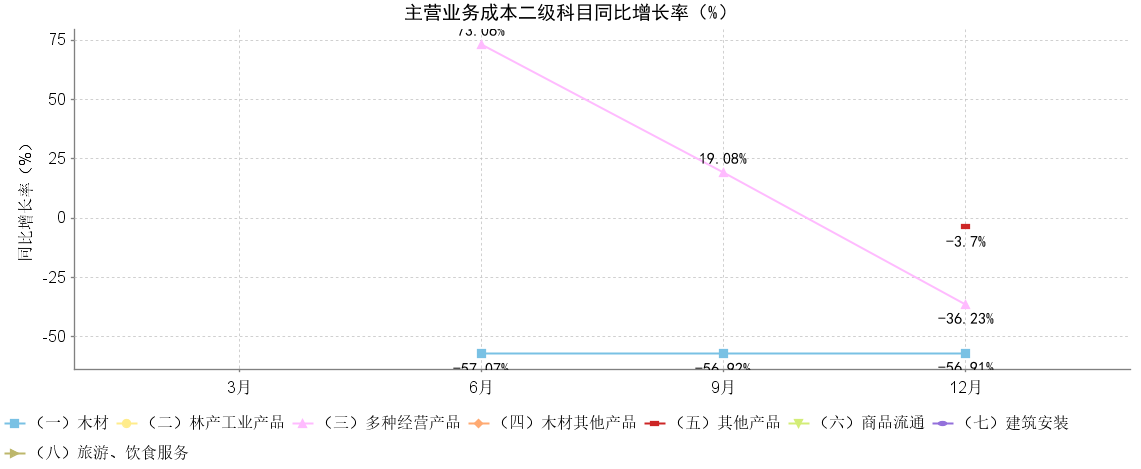 主营业务成本二级科目同比增长率（%）
同比增长率（%）
75
50
25
0
-25
-50
73.06%
19.08%
-3.7%
-36.23%
-57.07%
-56.92%
-56.91%
3月
6月
9月
12月
（一）木材 （二）林产工业产品 （三）多种经营产品 （四）木材其他产品 （五）其他产品 （六）商品流通 （七）建筑安装
（八）旅游、饮食服务